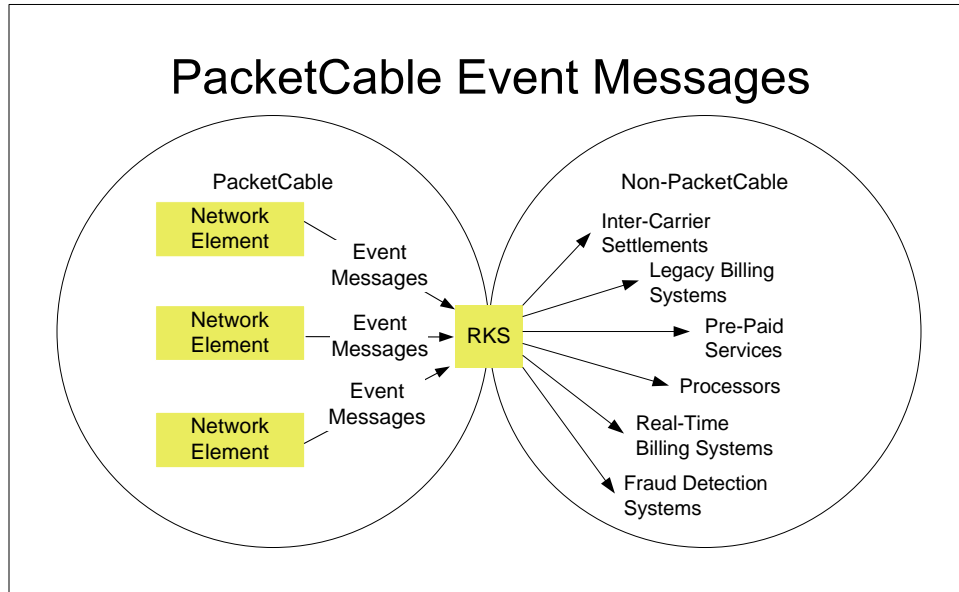 PacketCable Event Messages
PacketCable
Network
Element
Event
Messages
Network
Element
Event
Messages
Network
Element
Event
Messages
RKS
Non-PacketCable
Inter-Carrier
Settlements
Legacy Billing
Systems
Pre-Paid
Services
Processors
Real-Time
Billing Systems
Fraud Detection
Systems